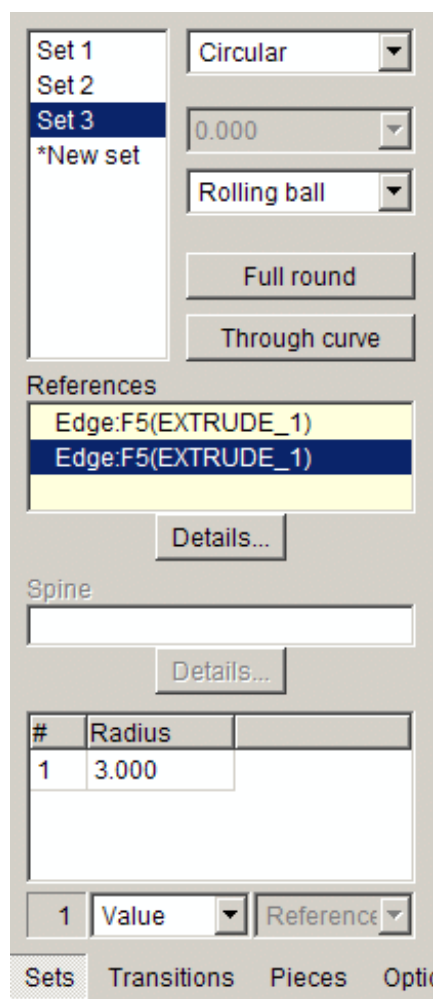 Set 1
Set 2
Set 3
*New set
Circular
0.000
Rolling ball
Full round
Through curve
References
Edge:F5(EXTRUDE_1)
Edge:F5(EXTRUDE_1)
Details...
Spine
Details...
# Radius
1 3.000
1 Value Reference
Sets Transitions Pieces Optio